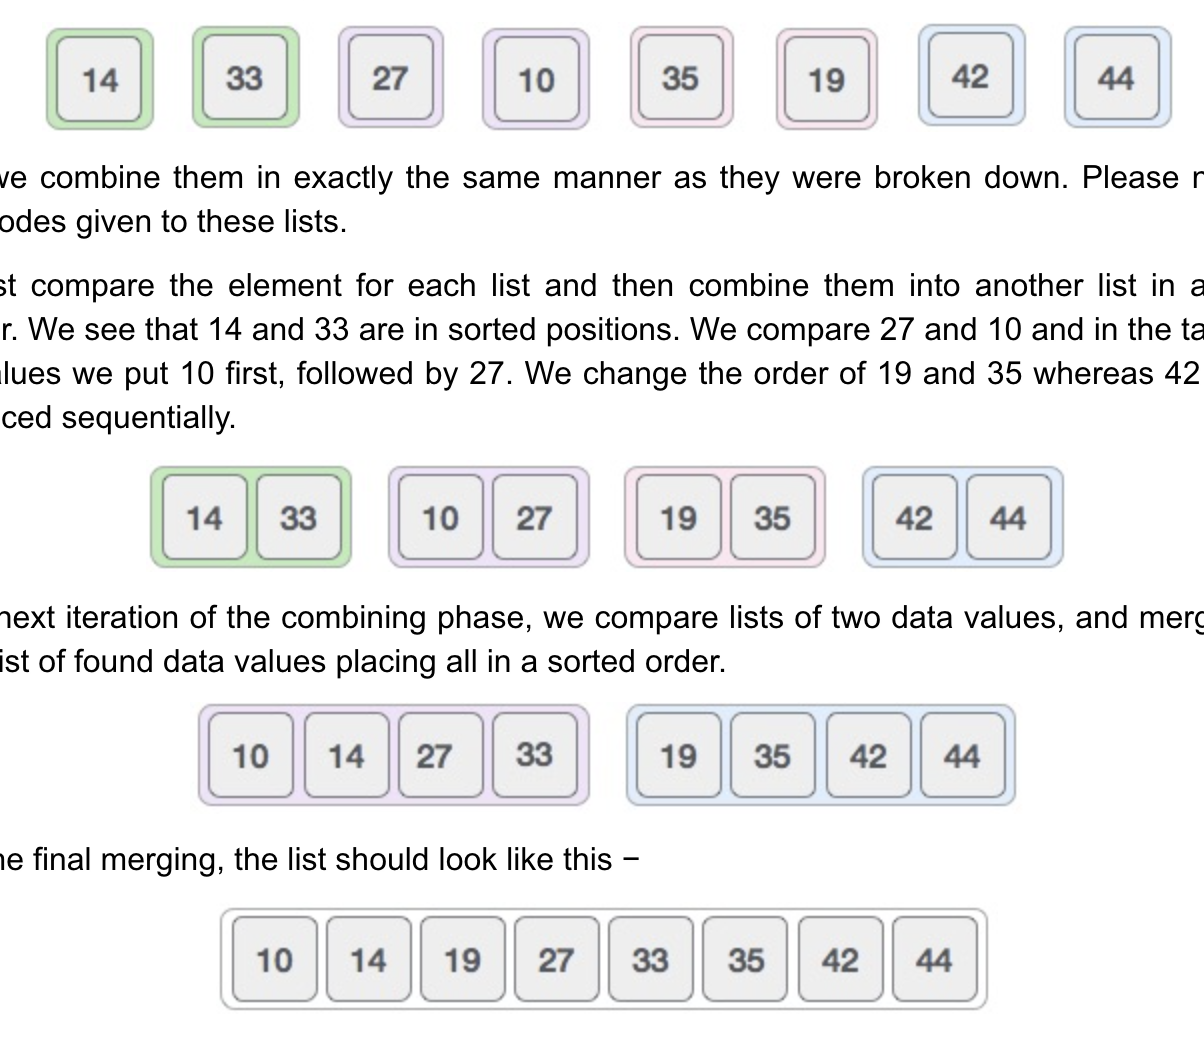 14 33 27 10 35 19 42 44
we combine them in exactly the same manner as they were broken down. Please
odes given to these lists.
st compare the element for each list and then combine them into another list in a
r. We see that 14 and 33 are in sorted positions. We compare 27 and 10 and in the ta
alues we put 10 first, followed by 27. We change the order of 19 and 35 whereas 42
ced sequentially.
14 33 10 27 19 35 42 44
next iteration of the combining phase, we compare lists of two data values, and merg
ist of found data values placing all in a sorted order.
10 14 27 33 19 35 42 44
he final merging, the list should look like this −
10 14 19 27 33 35 42 44